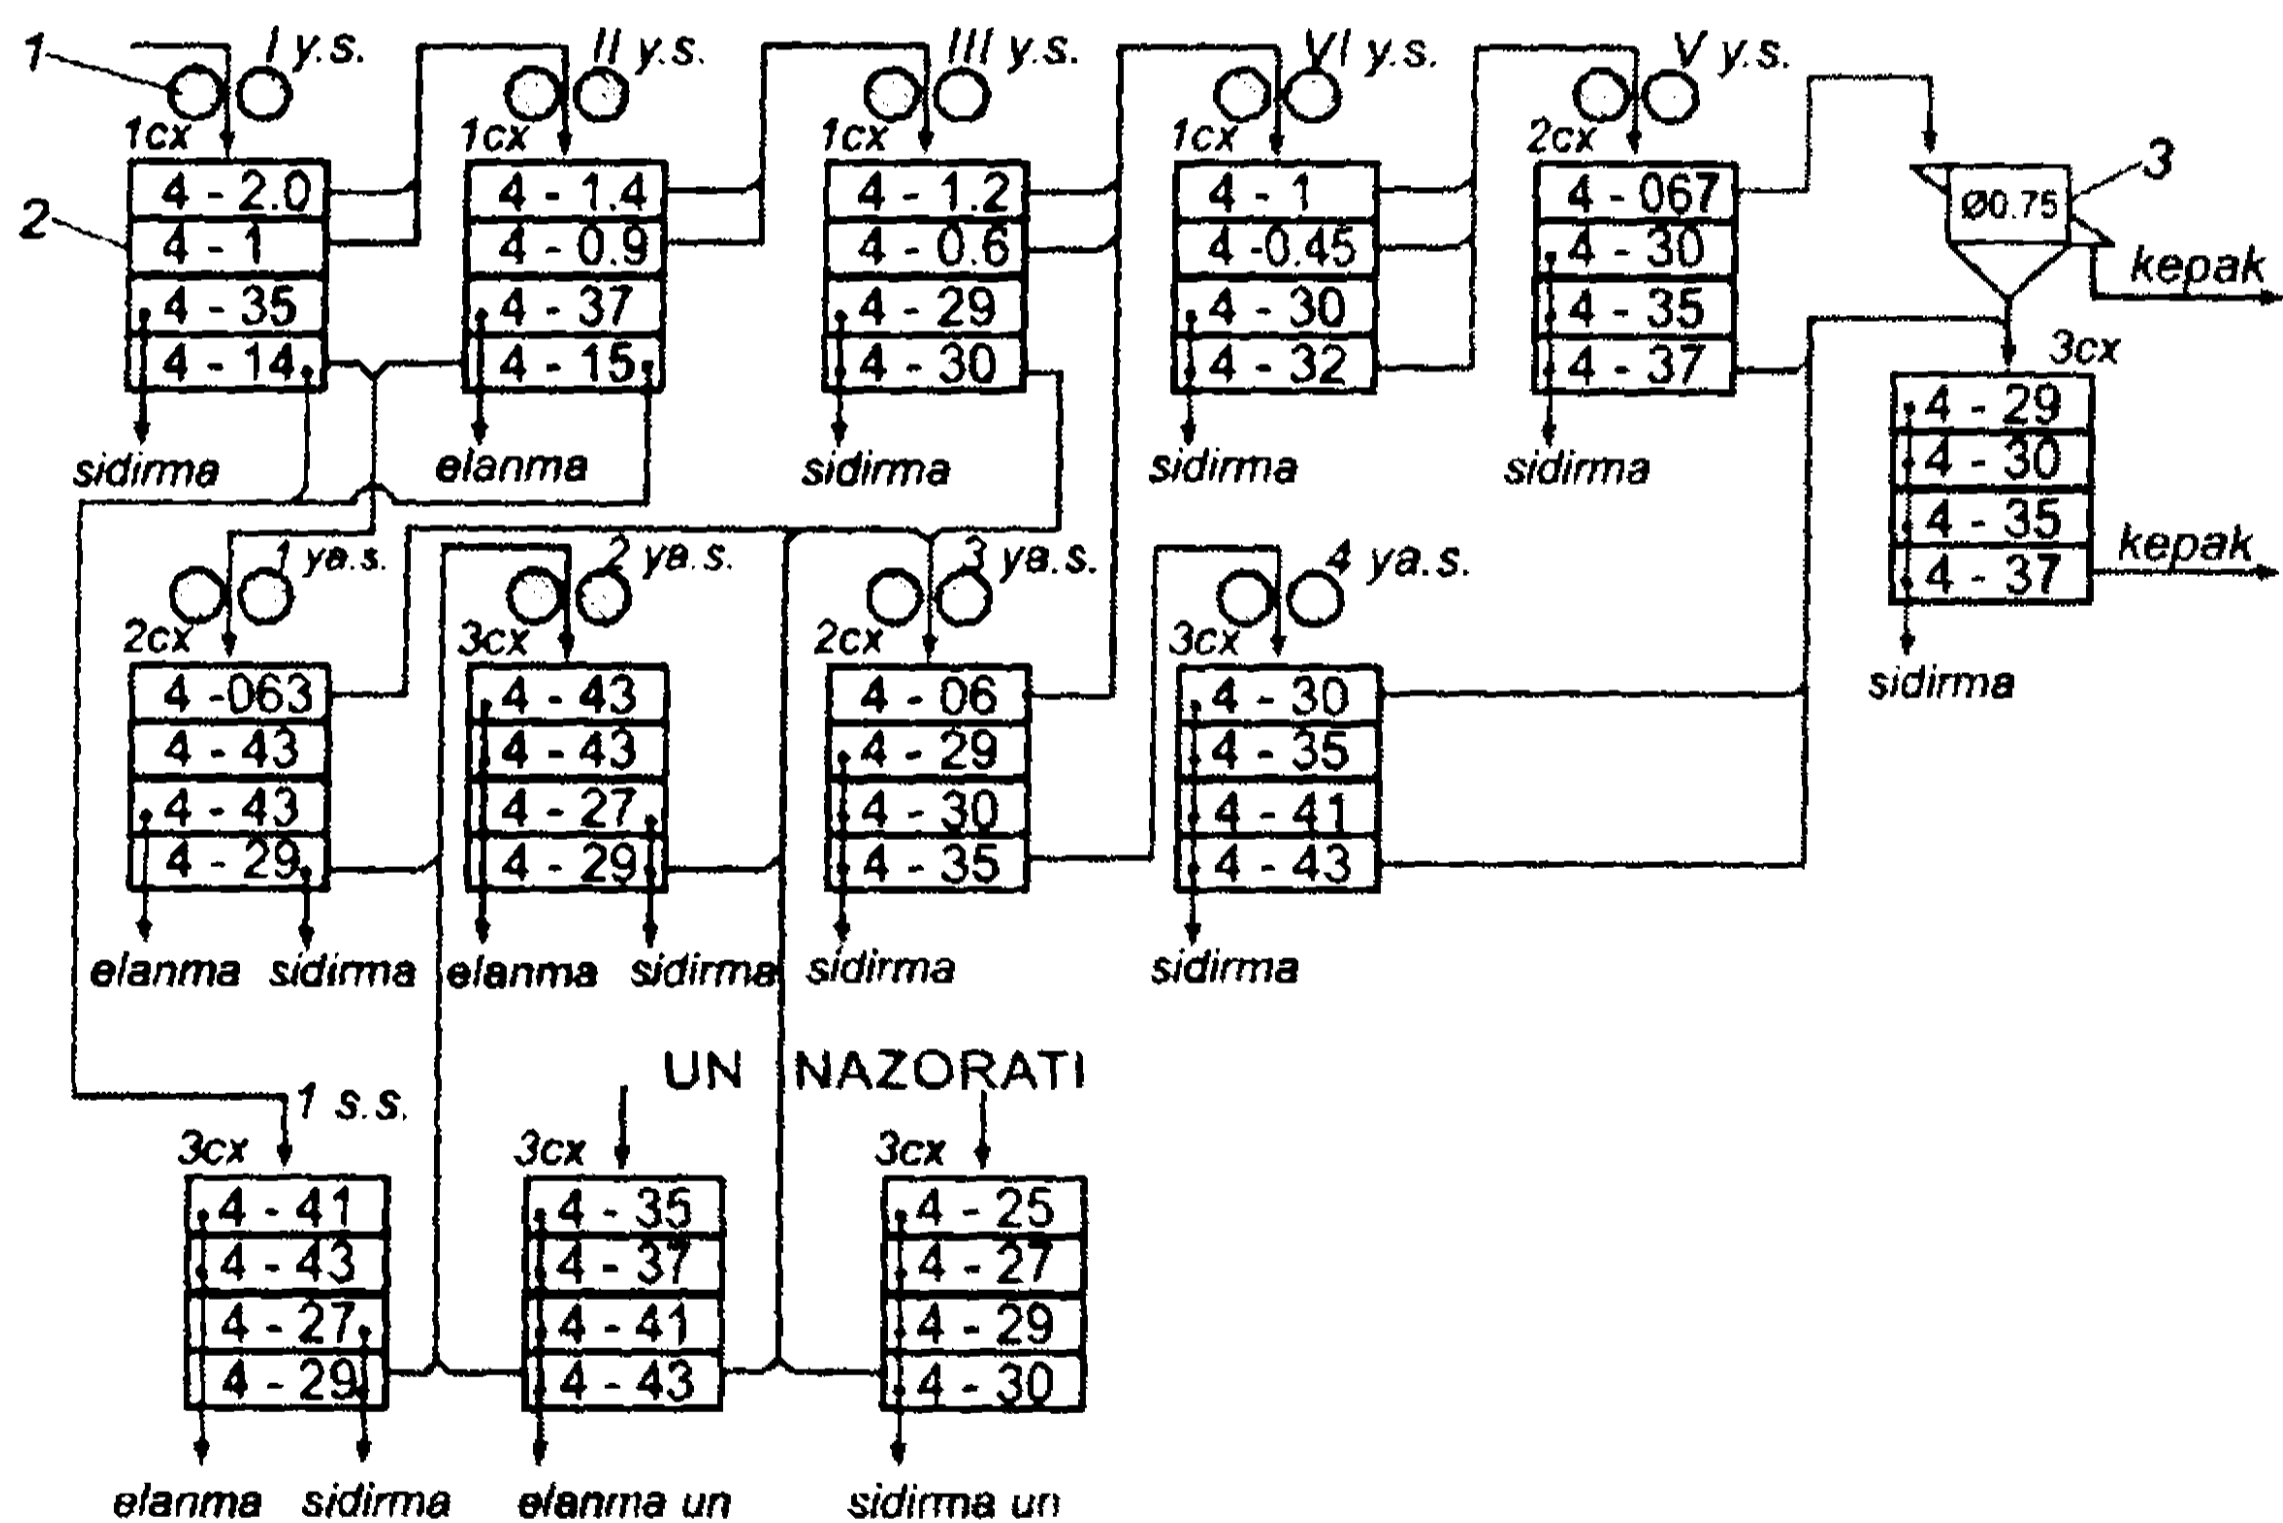 1
I y.s.
II y.s.
III y.s.
VI y.s.
V y.s.
1cx
1cx
1cx
1cx
2cx
3
2
4 - 2.0
4 - 1
4 - 35
4 - 14
sidirma
4 - 1.4
4 - 0.9
4 - 37
4 - 15
elanma
4 - 1.2
4 - 0.6
4 - 29
4 - 30
sidirma
4 - 1
4 -0.45
4 - 30
4 - 32
sidirma
4 - 067
4 - 30
4 - 35
4 - 37
sidirma
Ø0.75
kepak
3cx
4 - 29
4 - 30
4 - 35
4 - 37
kepak
sidirma
1 ya.s.
2cx
4 -063
4 - 43
4 - 43
4 - 29
elanma sidirma
2 ya.s.
3cx
4 - 43
4 - 43
4 - 27
4 - 29
elanma sidirma
3 ya.s.
2cx
4 - 06
4 - 29
4 - 30
4 - 35
sidirma
4 ya.s.
3cx
4 - 30
4 - 35
4 - 41
4 - 43
sidirma
UN NAZORATI
1 s.s.
3cx
4 - 41
4 - 43
4 - 27
4 - 29
elanma sidirma
3cx
4 - 35
4 - 37
4 - 41
4 - 43
elanma un
3cx
4 - 25
4 - 27
4 - 29
4 - 30
sidirma un